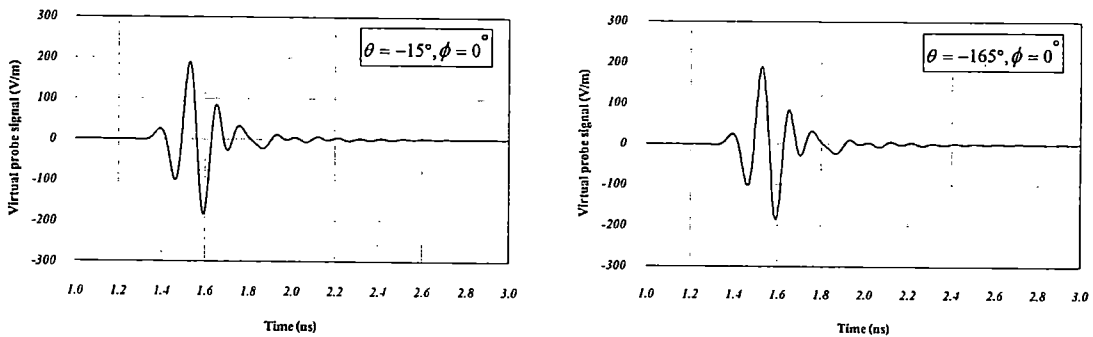 300
200
100
0
-100
-200
-300
Virtual probe signal (V/m)
θ = −15°, ϕ = 0°
1.0 1.2 1.4 1.6 1.8 2.0 2.2 2.4 2.6 2.8 3.0
Time (ns)
300
200
100
0
-100
-200
-300
Virtual probe signal (V/m)
θ = −165°, ϕ = 0°
1.0 1.2 1.4 1.6 1.8 2.0 2.2 2.4 2.6 2.8 3.0
Time (ns)